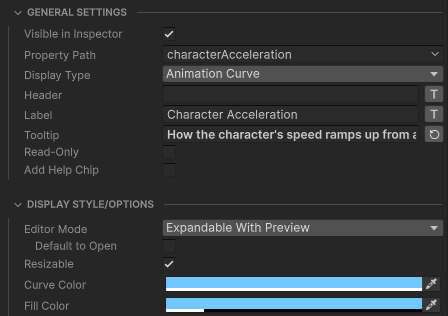 GENERAL SETTINGS
Visible in Inspector
Property Path characterAcceleration
Display Type Animation Curve
Header T
Label Character Acceleration T
Tooltip How the character's speed ramps up from
Read-Only
Add Help Chip
DISPLAY STYLE/OPTIONS
Editor Mode Expandable With Preview
Default to Open
Resizable
Curve Color
Fill Color